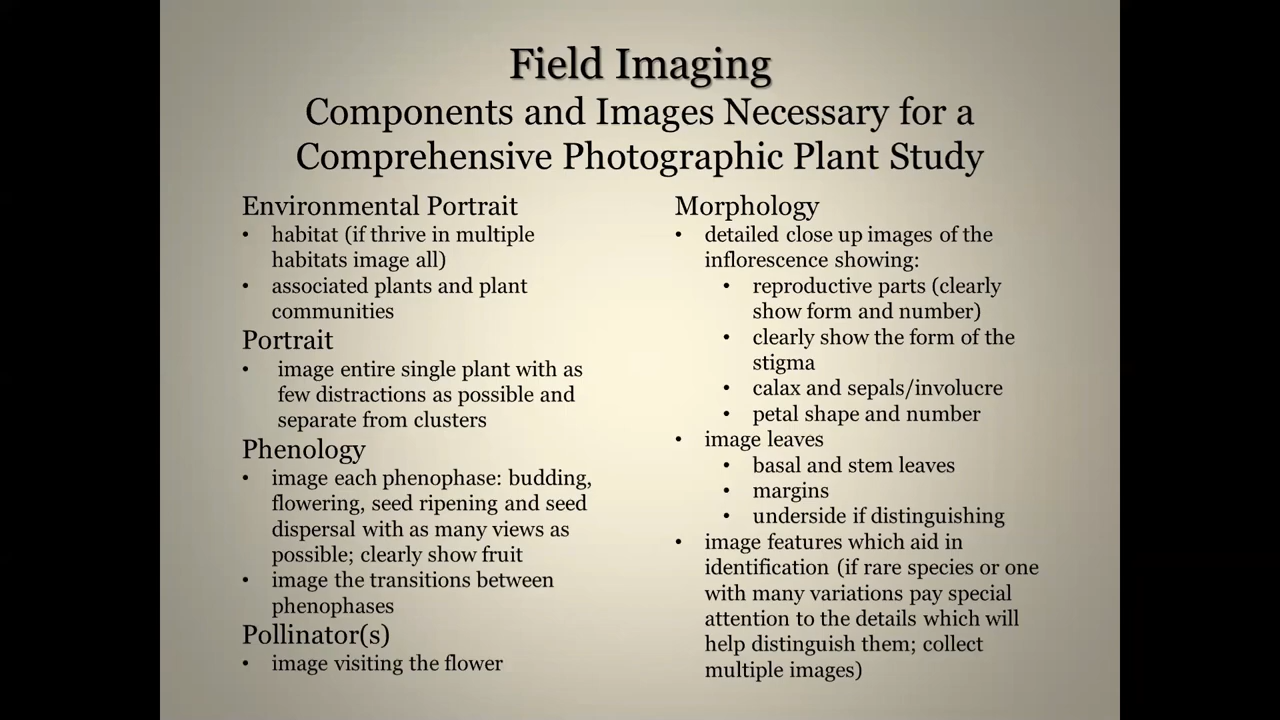 Field Imaging
Components and Images Necessary for a
Comprehensive Photographic Plant Study
Environmental Portrait
• habitat (if thrive in multiple
habitats image all)
• associated plants and plant
communities
Portrait
• image entire single plant with as
few distractions as possible and
separate from clusters
Phenology
• image each phenophase: budding,
flowering, seed ripening and seed
dispersal with as many views as
possible; clearly show fruit
• image the transitions between
phenophases
Pollinator(s)
• image visiting the flower
Morphology
• detailed close up images of the
inflorescence showing:
• reproductive parts (clearly
show form and number)
• clearly show the form of the
stigma
• calax and sepals/involucre
• petal shape and number
• image leaves
• basal and stem leaves
• margins
• underside if distinguishing
• image features which aid in
identification (if rare species or one
with many variations pay special
attention to the details which will
help distinguish them; collect
multiple images)